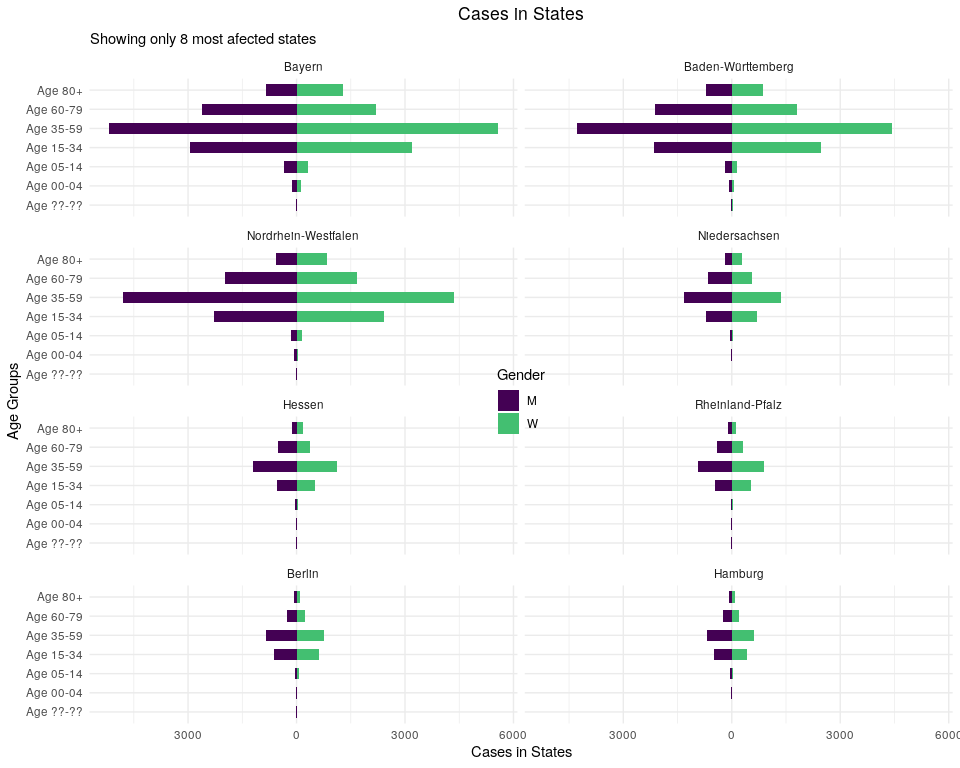 Cases in States
Showing only 8 most afected states
Bayern
Baden-Württemberg
Age 80+
Age 60-79
Age 35-59
Age 15-34
Age 05-14
Age 00-04
Age ??-??
Nordrhein-Westfalen
Niedersachsen
Age 80+
Age 60-79
Age 35-59
Age 15-34
Age 05-14
Age 00-04
Age ??-??
Age Groups
Gender
M
W
Hessen
Rheinland-Pfalz
Age 80+
Age 60-79
Age 35-59
Age 15-34
Age 05-14
Age 00-04
Age ??-??
Berlin
Hamburg
Age 80+
Age 60-79
Age 35-59
Age 15-34
Age 05-14
Age 00-04
Age ??-??
3000 0 3000 6000 3000 0 3000 6000
Cases in States